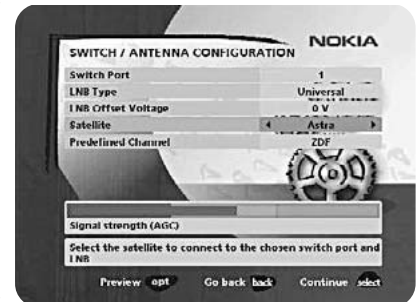 NOKIA
SWITCH / ANTENNA CONFIGURATION
Switch Port 1
LNB Type Universal
LNB Offset Voltage 0 V
Satellite Astra
Predefined Channel ZDF
Signal strength (AGC)
Select the satellite to connect to the chosen switch port and
LNB
Preview opt Go back back Continue select